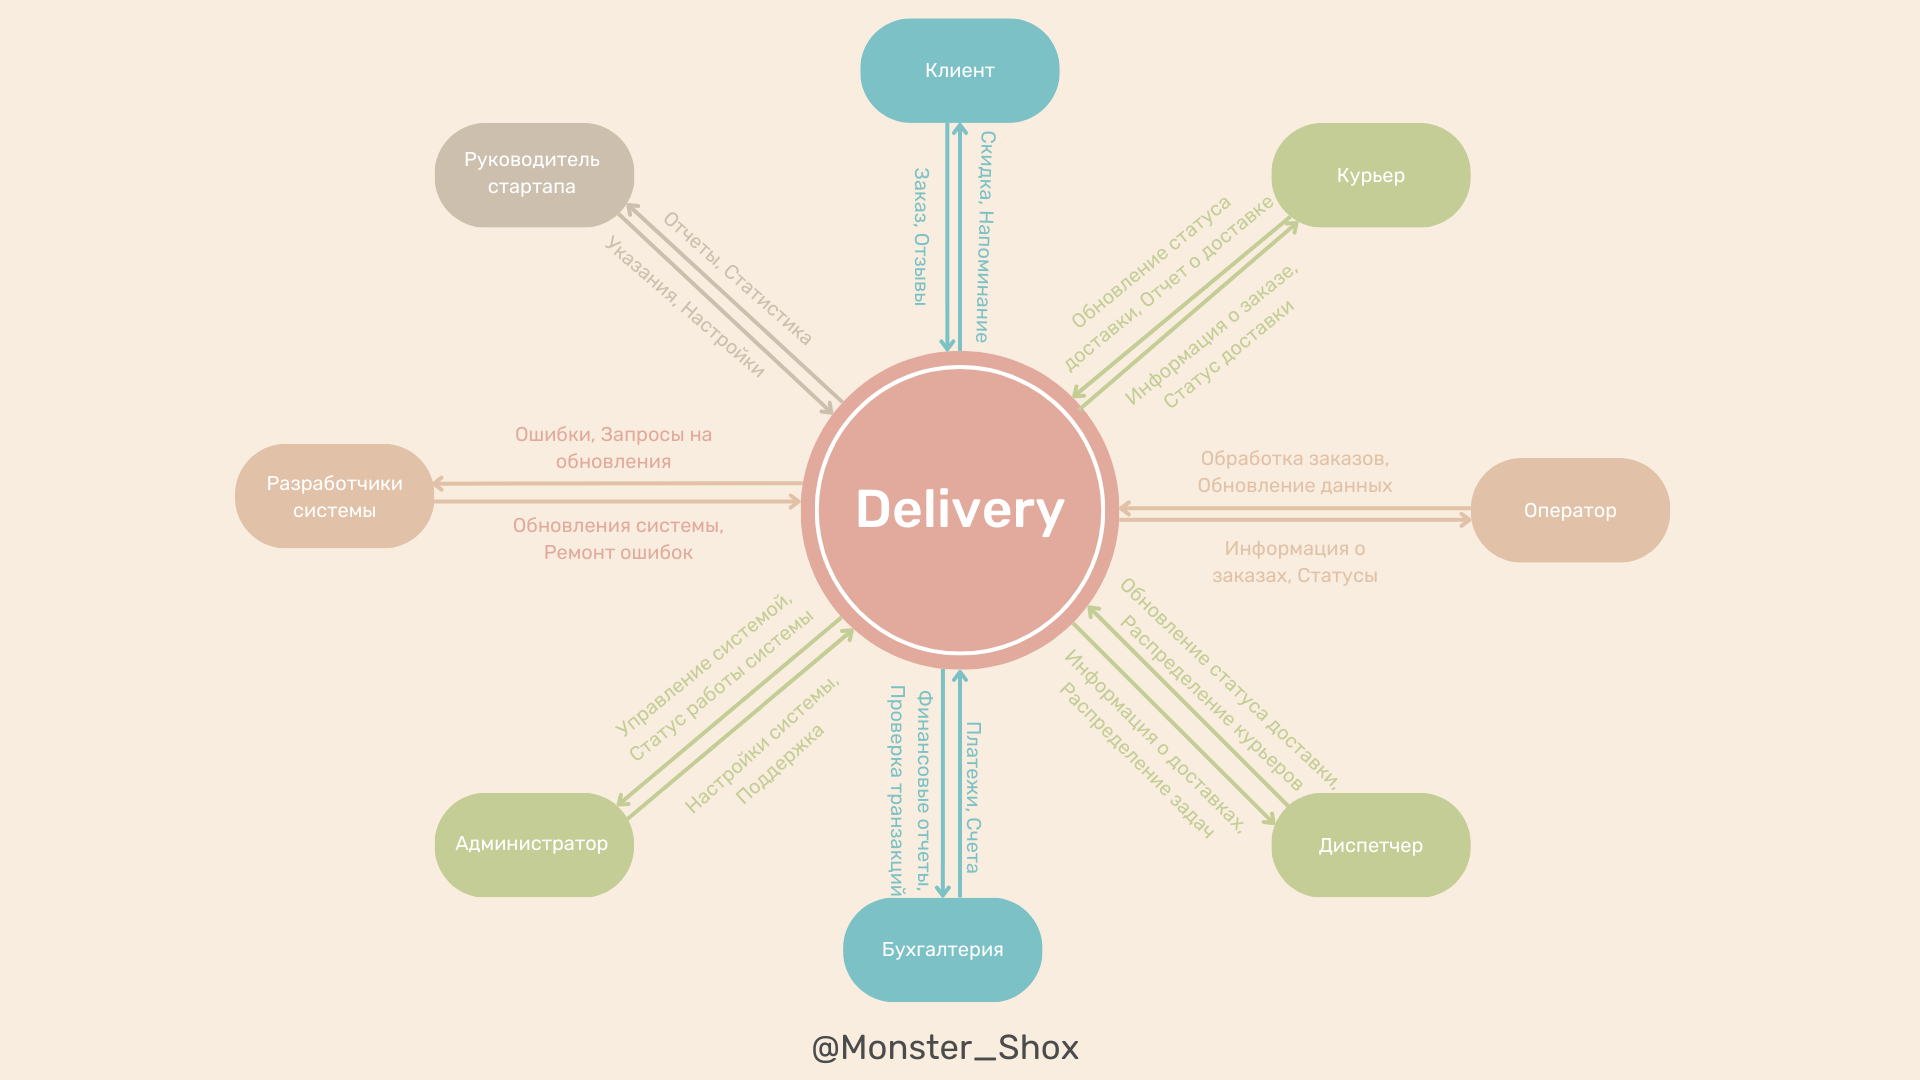 Клиент
Руководитель
стартапа
Курьер
Скидка, Напоминание
Заказ, Отзывы
Отчеты, Статистика
Указания, Настройки
Обновление статуса
доставки, Отчет о доставке
Информация о заказе,
Статус доставки
Ошибки, Запросы на
обновления
Разработчики
системы
Обновления системы,
Ремонт ошибок
Delivery
Обработка заказов,
Обновление данных
Оператор
Информация о
заказах, Статусы
Управление системой,
Статус работы системы
Настройки системы,
Поддержка
Администратор
Финансовые отчеты,
Проверка транзакций
Платежи, Счета
Бухгалтерия
Обновление статуса доставки,
Распределение курьеров
Информация о доставках,
Распределение задач
Диспетчер
@Monster_Shox